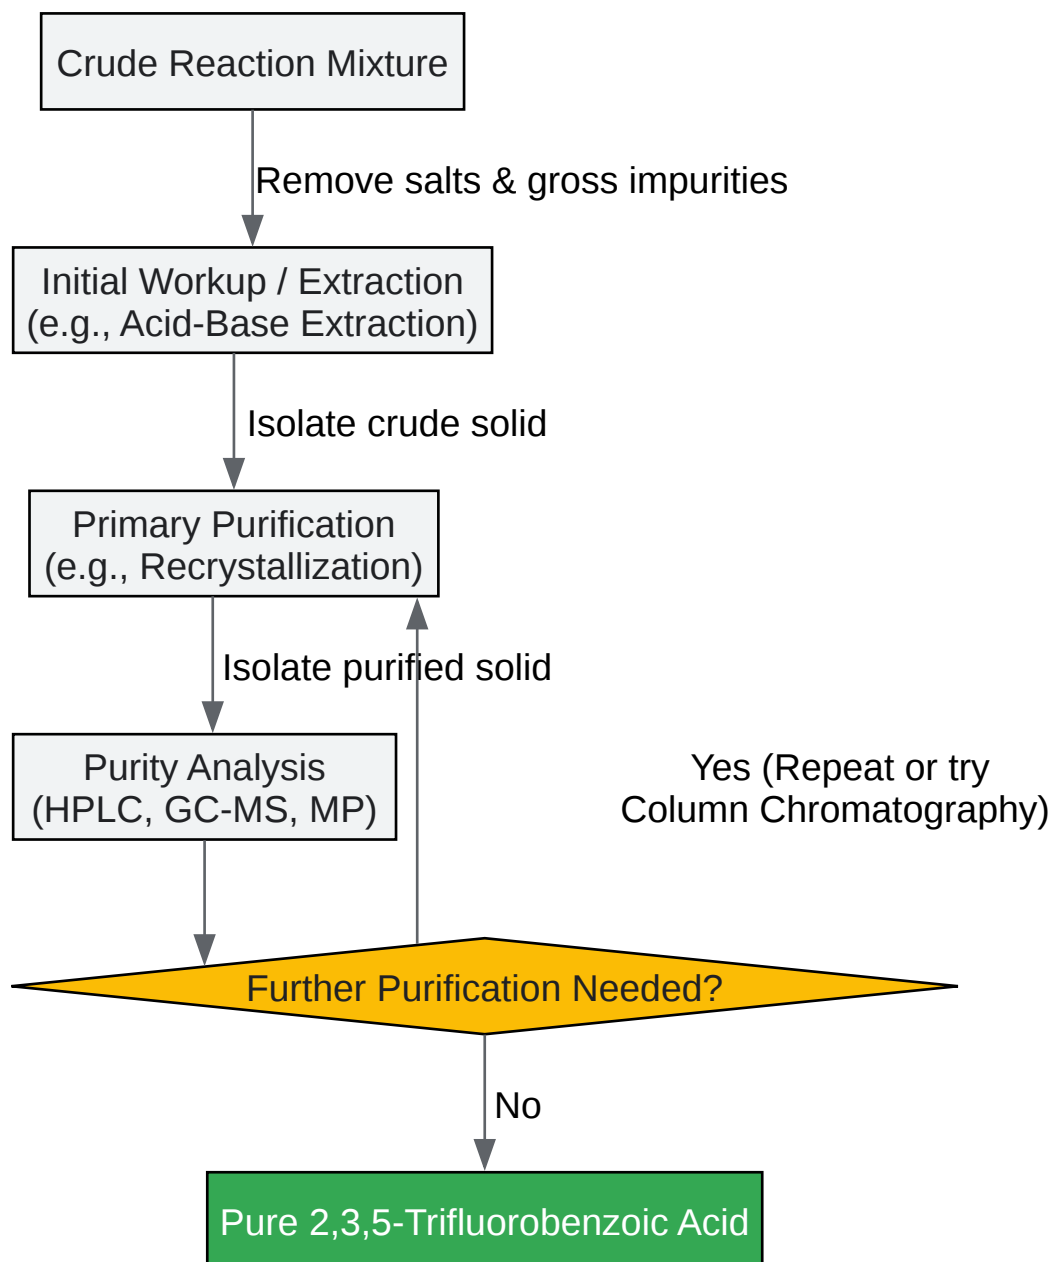 Crude Reaction Mixture
Remove salts & gross impurities
Initial Workup / Extraction
(e.g., Acid-Base Extraction)
Isolate crude solid
Primary Purification
(e.g., Recrystallization)
Isolate purified solid
Purity Analysis
(HPLC, GC-MS, MP)
Yes (Repeat or try
Column Chromatography)
Further Purification Needed?
No
Pure 2,3,5-Trifluorobenzoic Acid